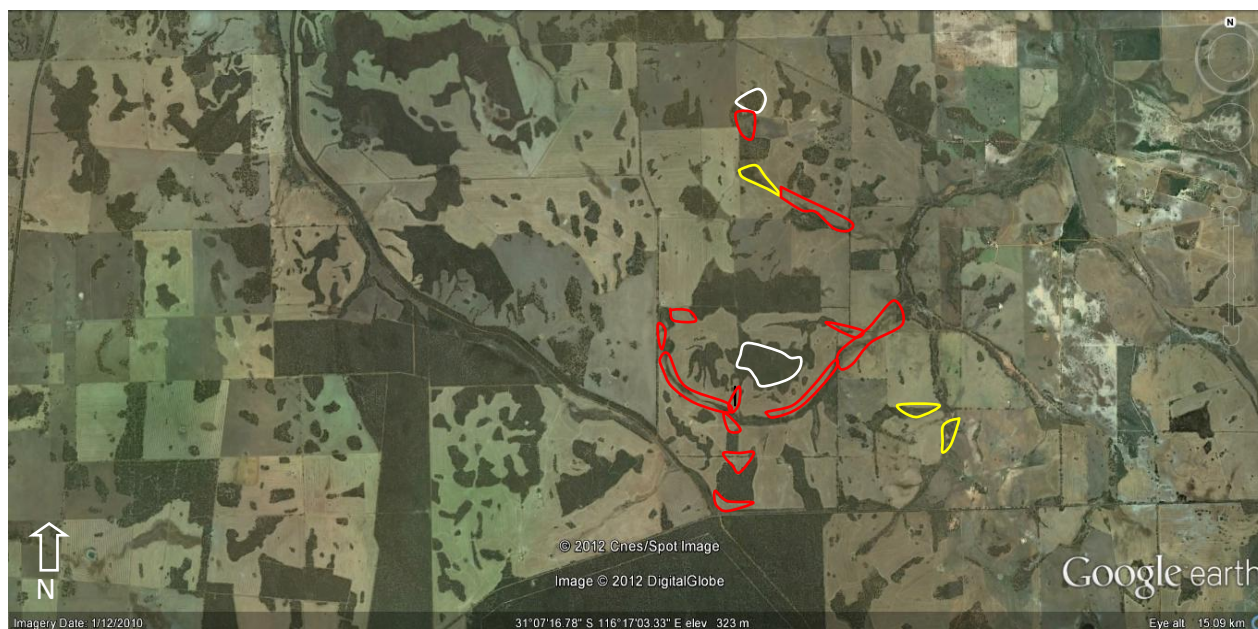 N
© 2012 Cnes/Spot Image
Image © 2012 DigitalGlobe
N
Google earth
Imagery Date: 1/12/2010 31°07'16.78" S 116°17'03.33" E elev 323 m Eye alt 15.09 km